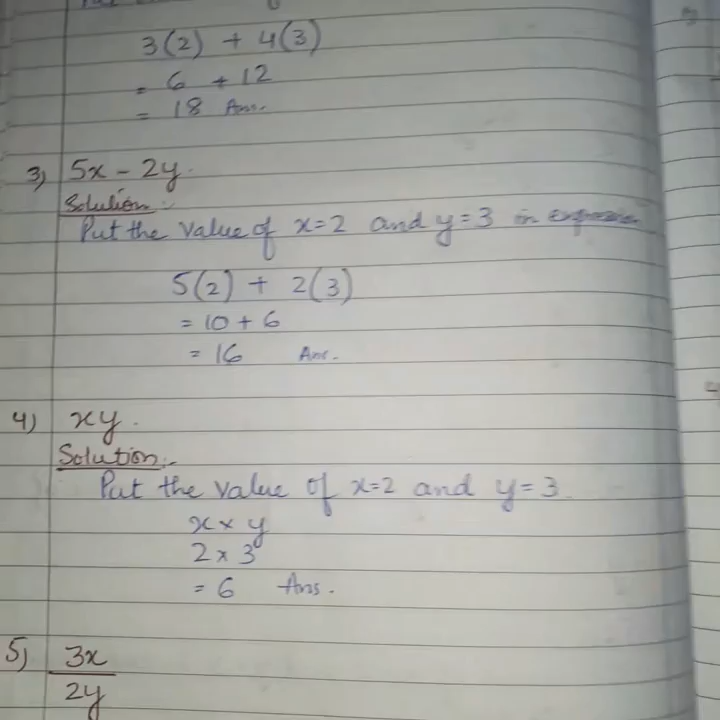 3(2) + 4(3)
= 6 + 12
= 18 Ans.
3) 5x - 2y.
Solution:-
Put the value of x=2 and y=3 in expression
5(2) + 2(3)
= 10 + 6
= 16 Ans.
4) xy.
Solution:-
Put the value of x=2 and y=3.
x × y
2 × 3
= 6 Ans.
5) 3x
2y